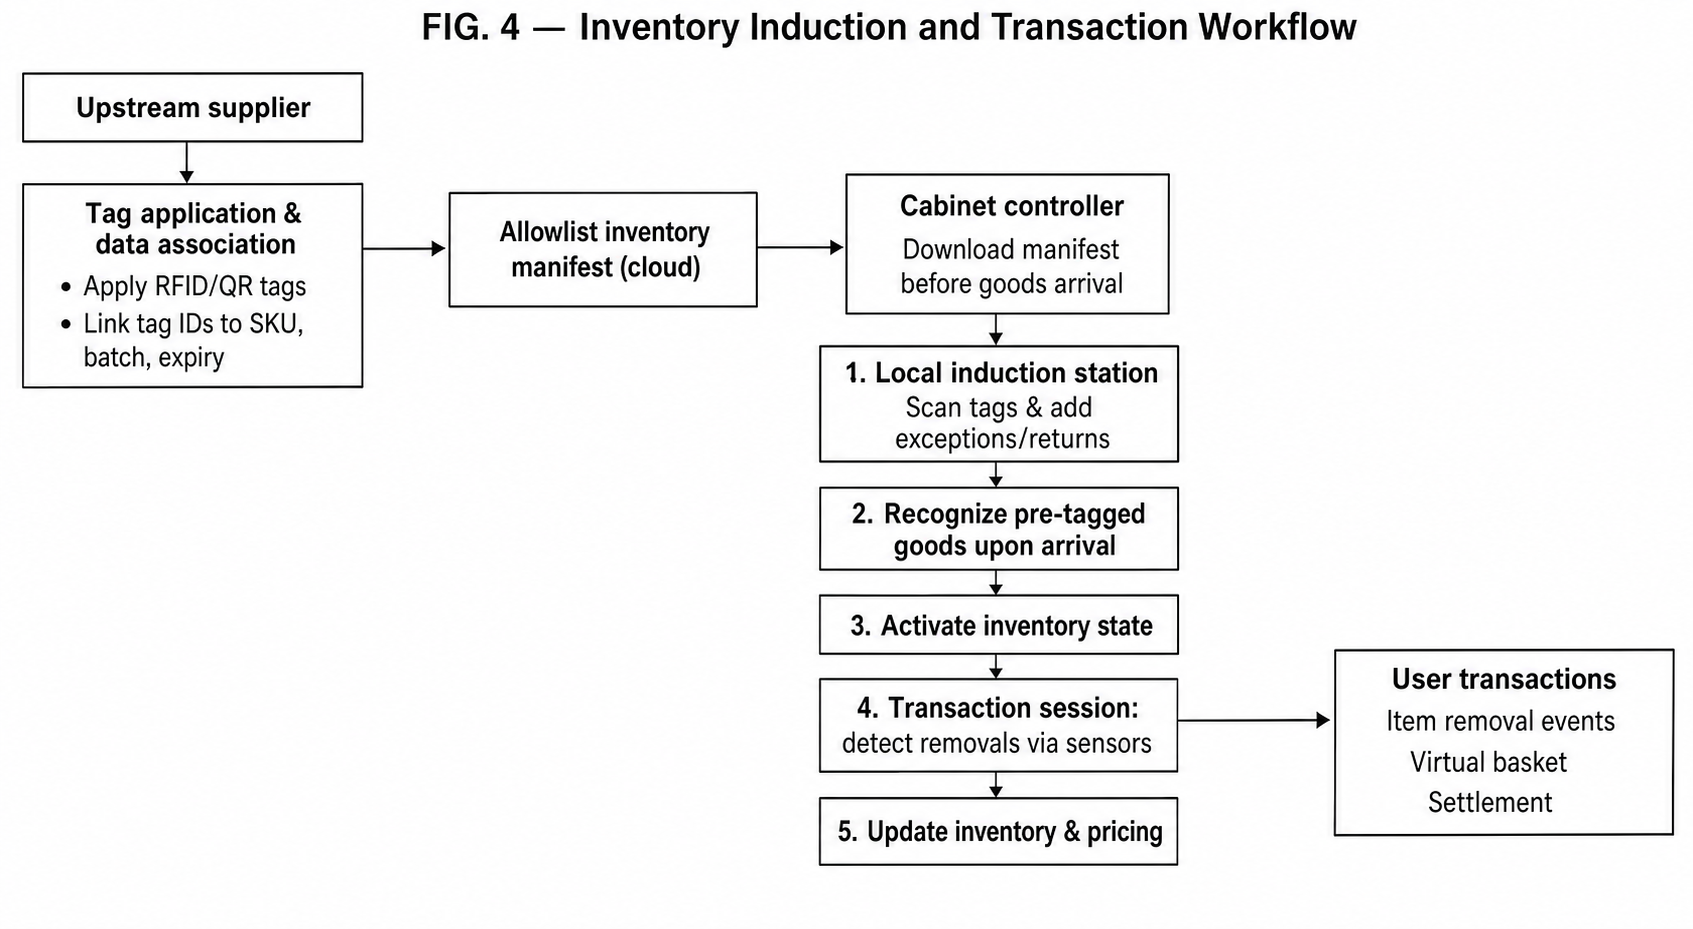 FIG. 4 — Inventory Induction and Transaction Workflow
Upstream supplier
Tag application &
data association
• Apply RFID/QR tags
• Link tag IDs to SKU,
batch, expiry
Allowlist inventory
manifest (cloud)
Cabinet controller
Download manifest
before goods arrival
1. Local induction station
Scan tags & add
exceptions/returns
2. Recognize pre-tagged
goods upon arrival
3. Activate inventory state
4. Transaction session:
detect removals via sensors
5. Update inventory & pricing
User transactions
Item removal events
Virtual basket
Settlement